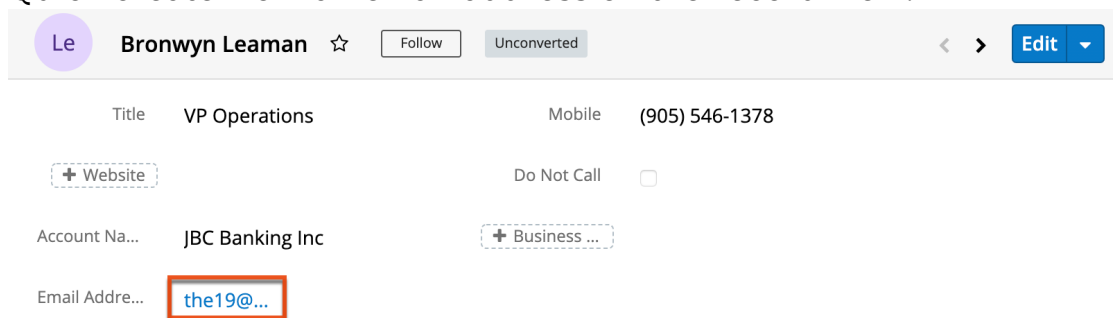 Le Bronwyn Leaman Follow Unconverted Edit
Title VP Operations Mobile (905) 546-1378
+ Website Do Not Call
Account Na... JBC Banking Inc + Business ...
Email Addre... the19@...